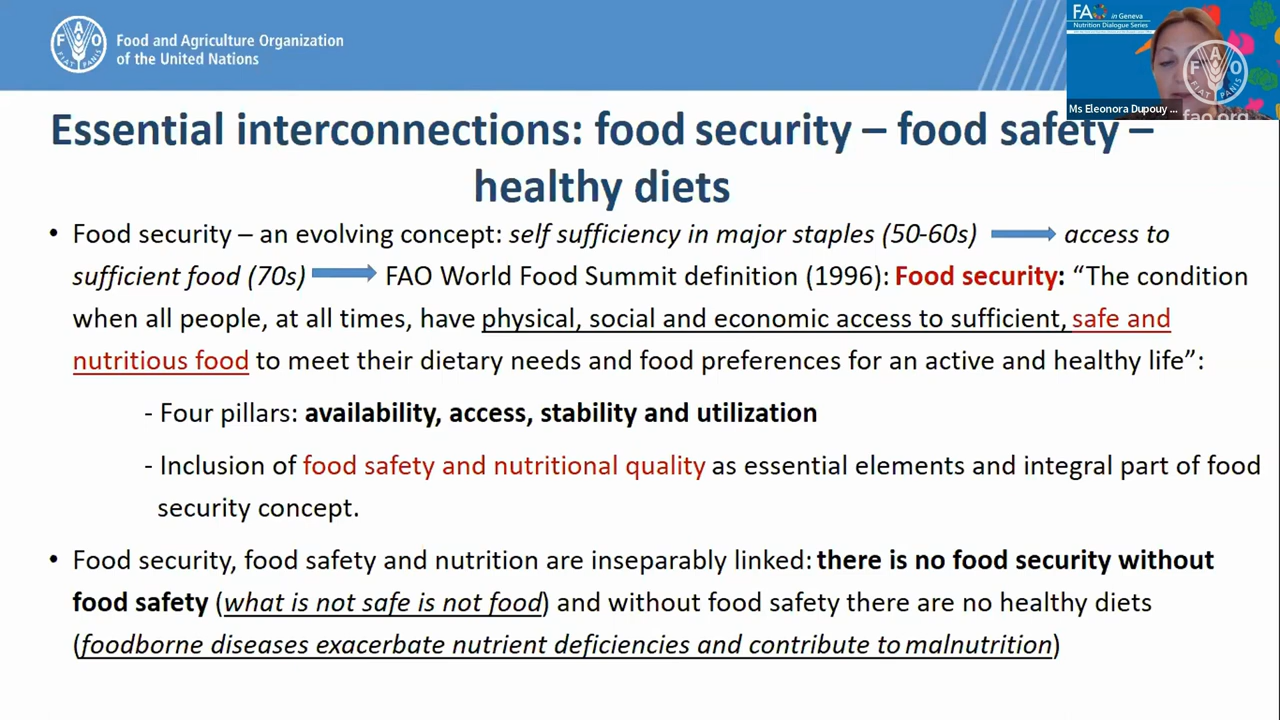 Food and Agriculture Organization
of the United Nations
FAO in Geneva
Nutrition Dialogue Series
FAO
FIAT PANIS
Ms Eleonora Dupouy ...
fao.org
Essential interconnections: food security – food safety –
healthy diets
• Food security – an evolving concept: self sufficiency in major staples (50-60s) → access to
sufficient food (70s) → FAO World Food Summit definition (1996): Food security: “The condition
when all people, at all times, have physical, social and economic access to sufficient, safe and
nutritious food to meet their dietary needs and food preferences for an active and healthy life”:
- Four pillars: availability, access, stability and utilization
- Inclusion of food safety and nutritional quality as essential elements and integral part of food
security concept.
• Food security, food safety and nutrition are inseparably linked: there is no food security without
food safety (what is not safe is not food) and without food safety there are no healthy diets
(foodborne diseases exacerbate nutrient deficiencies and contribute to malnutrition)